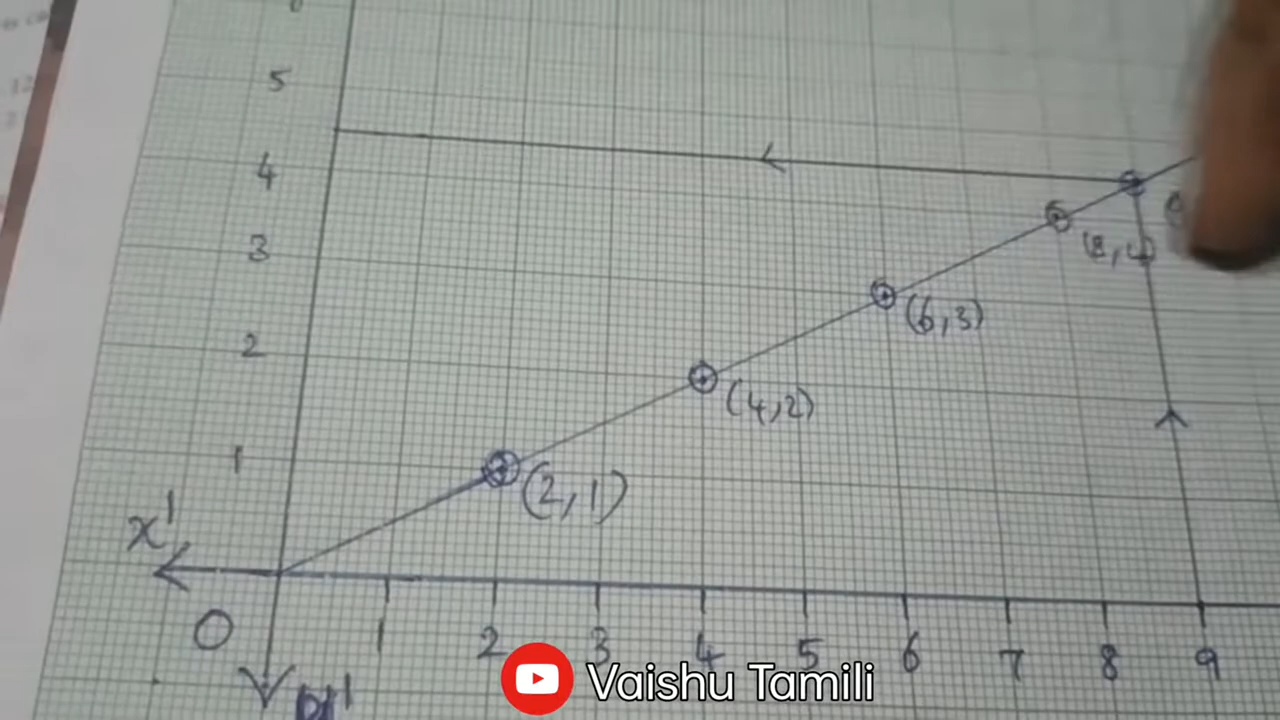 5
4
3
2
1
(8,4)
(6,3)
(4,2)
(2,1)
x'
O
1 2 3 4 5 6 7 8 9
y'
Vaishu Tamili